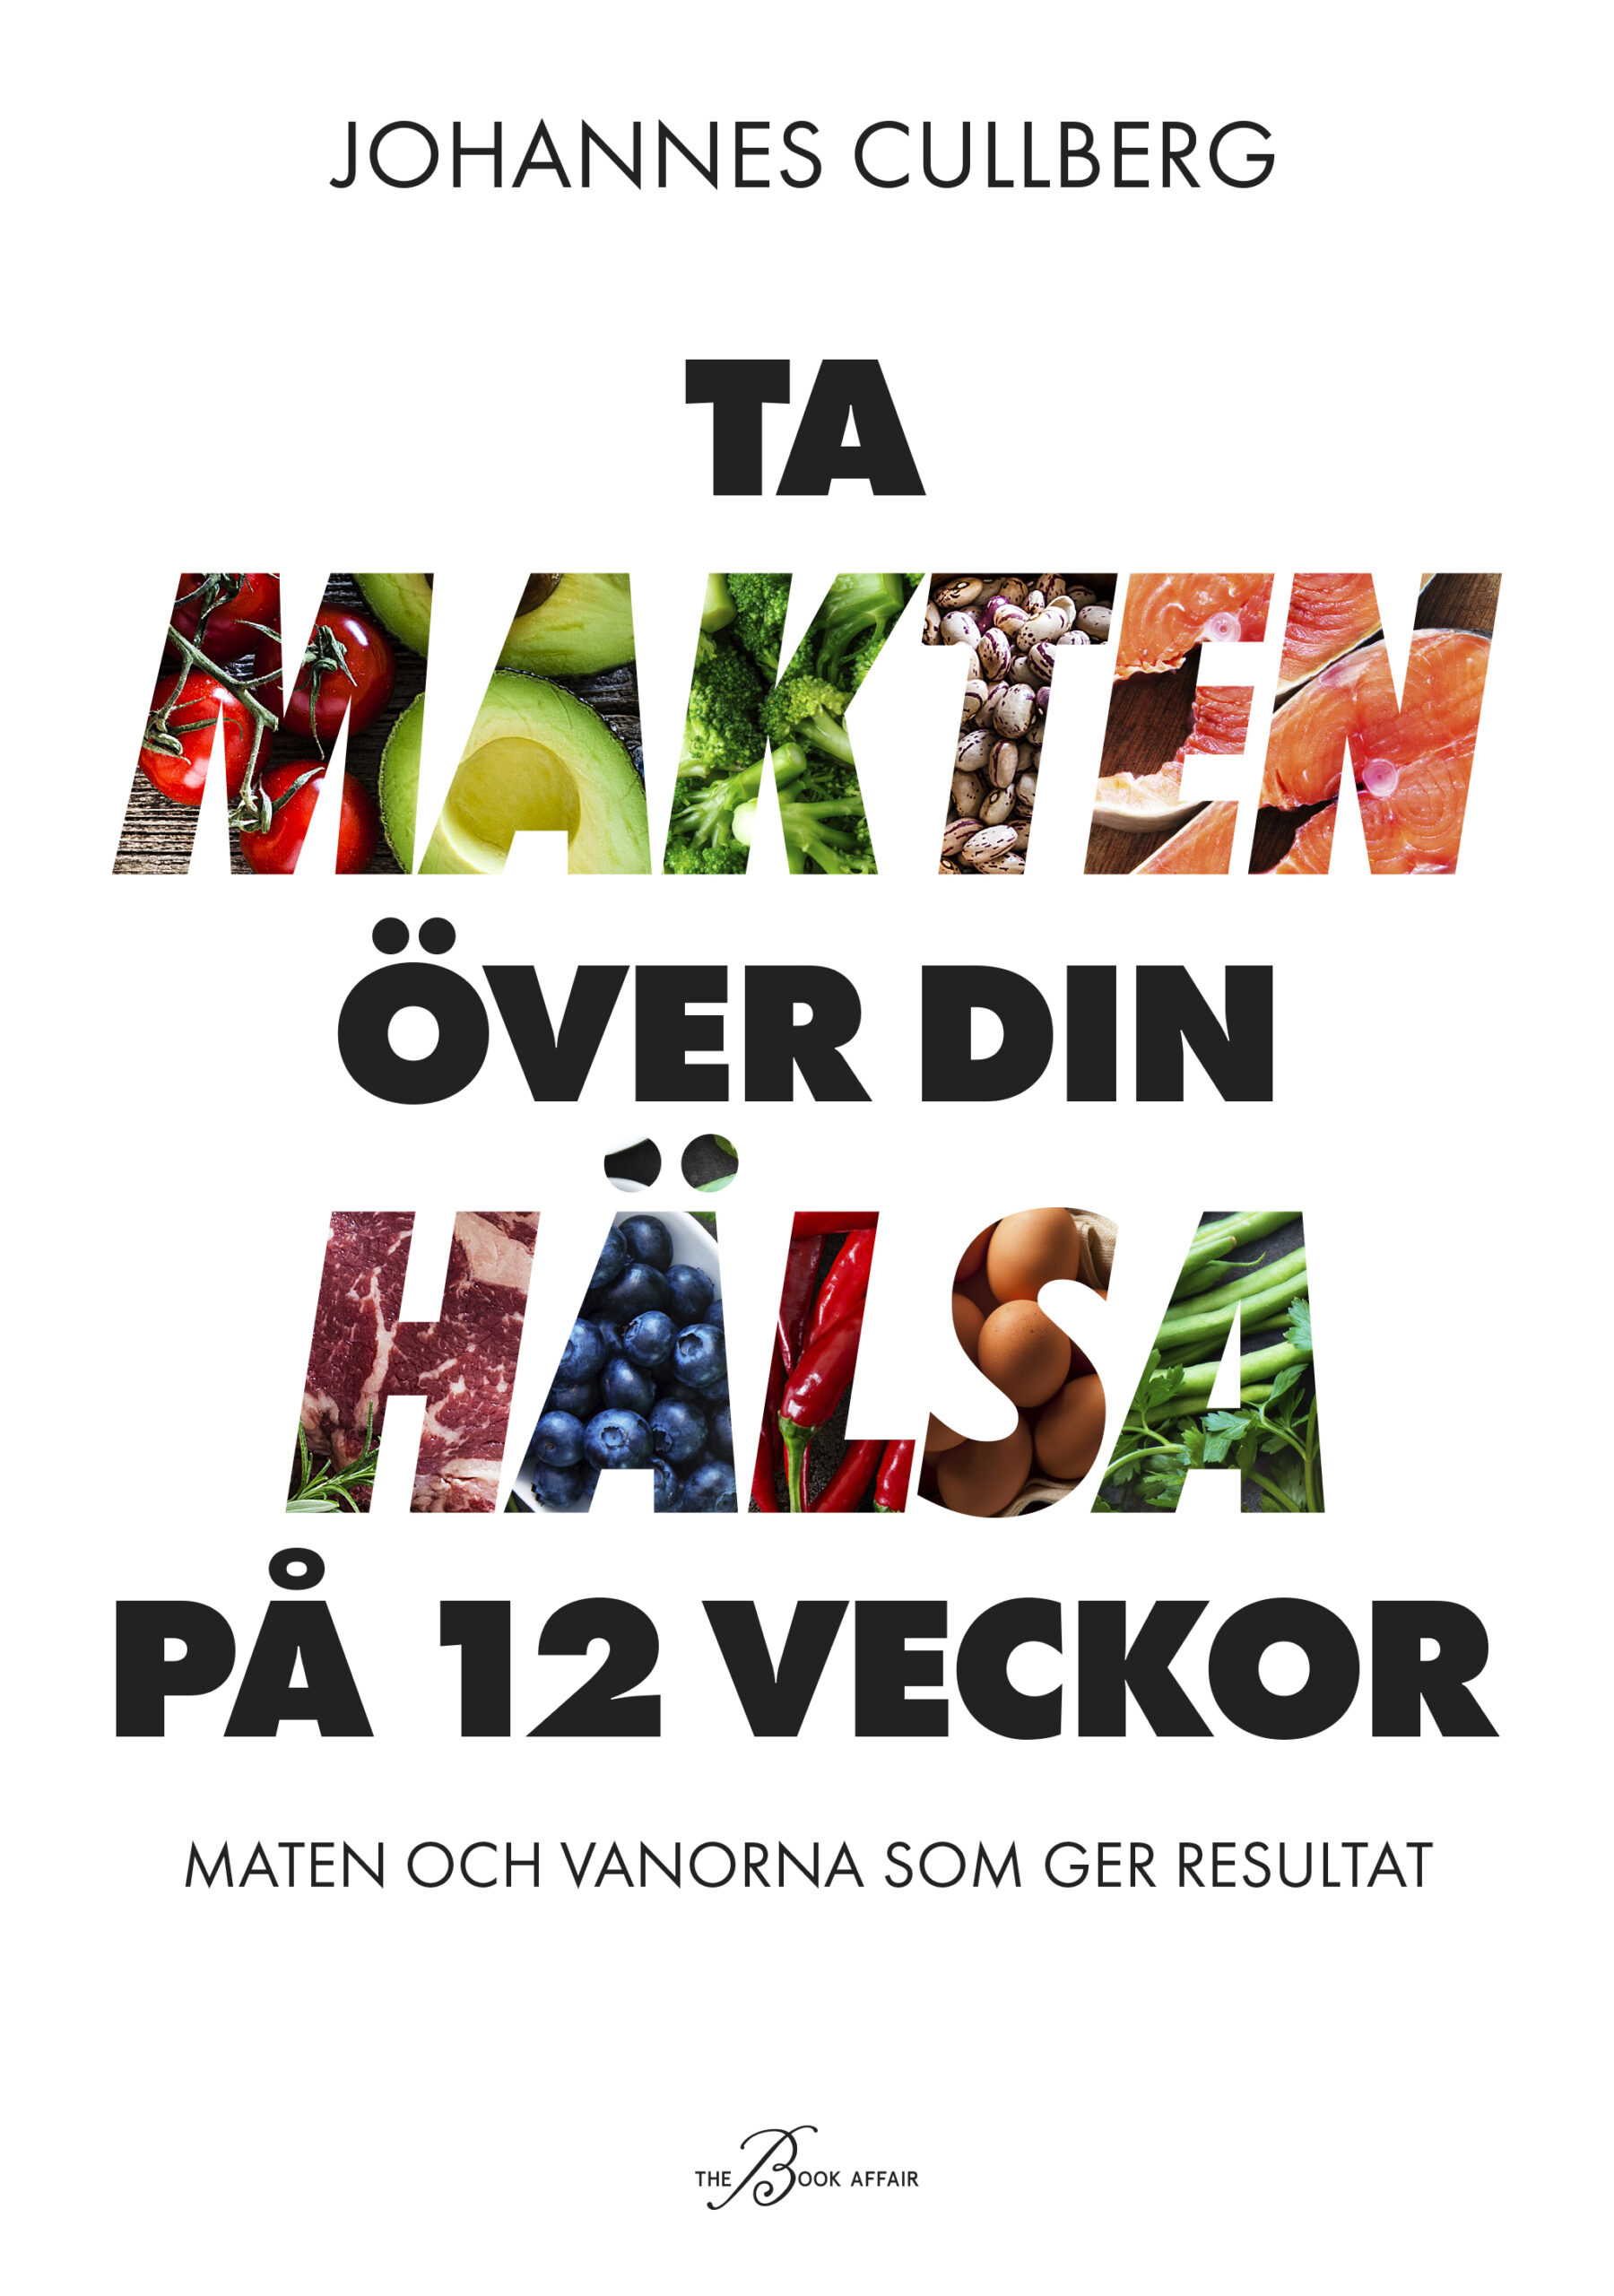 JOHANNES CULLBERG
TA
MAKTEN
ÖVER DIN
HÄLSA
PÅ 12 VECKOR
MATEN OCH VANORNA SOM GER RESULTAT
THE BOOK AFFAIR